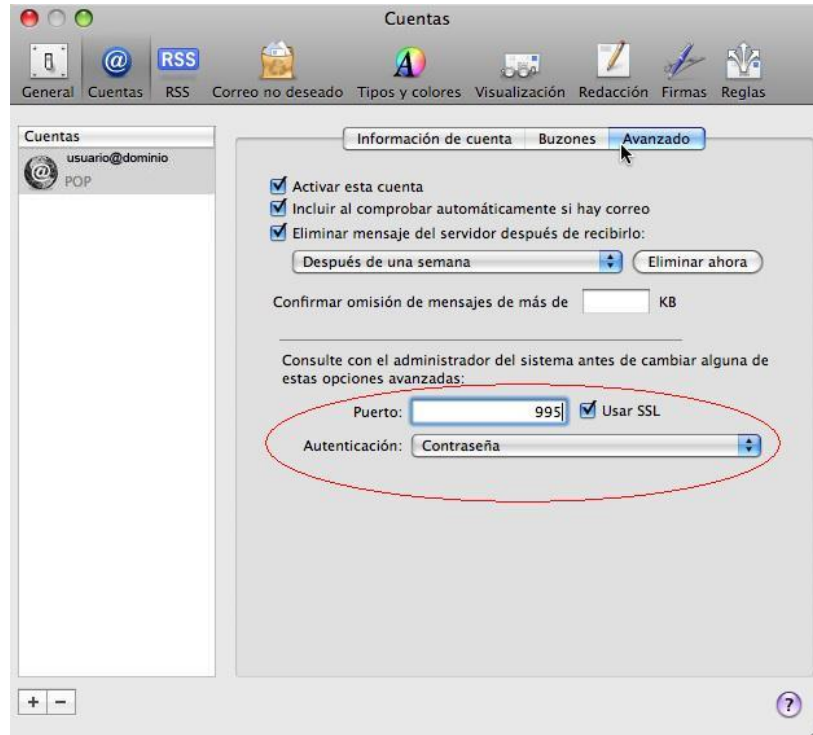 Cuentas
General Cuentas RSS Correo no deseado Tipos y colores Visualización Redacción Firmas Reglas
RSS
Cuentas
usuario@dominio
POP
Información de cuenta Buzones Avanzado
Activar esta cuenta
Incluir al comprobar automáticamente si hay correo
Eliminar mensaje del servidor después de recibirlo:
Después de una semana Eliminar ahora
Confirmar omisión de mensajes de más de KB
Consulte con el administrador del sistema antes de cambiar alguna de
estas opciones avanzadas:
Puerto: 995 Usar SSL
Autenticación: Contraseña
+ − ?